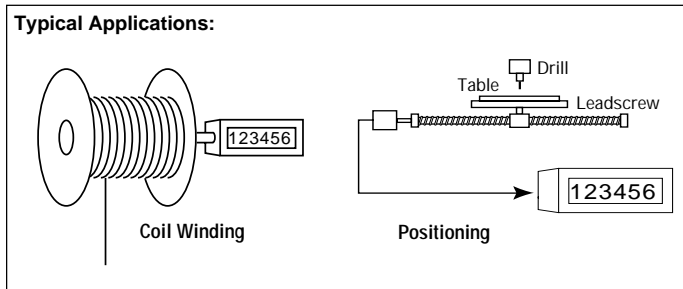 Typical Applications:
Drill
Table
Leadscrew
123456
123456
Coil Winding
Positioning